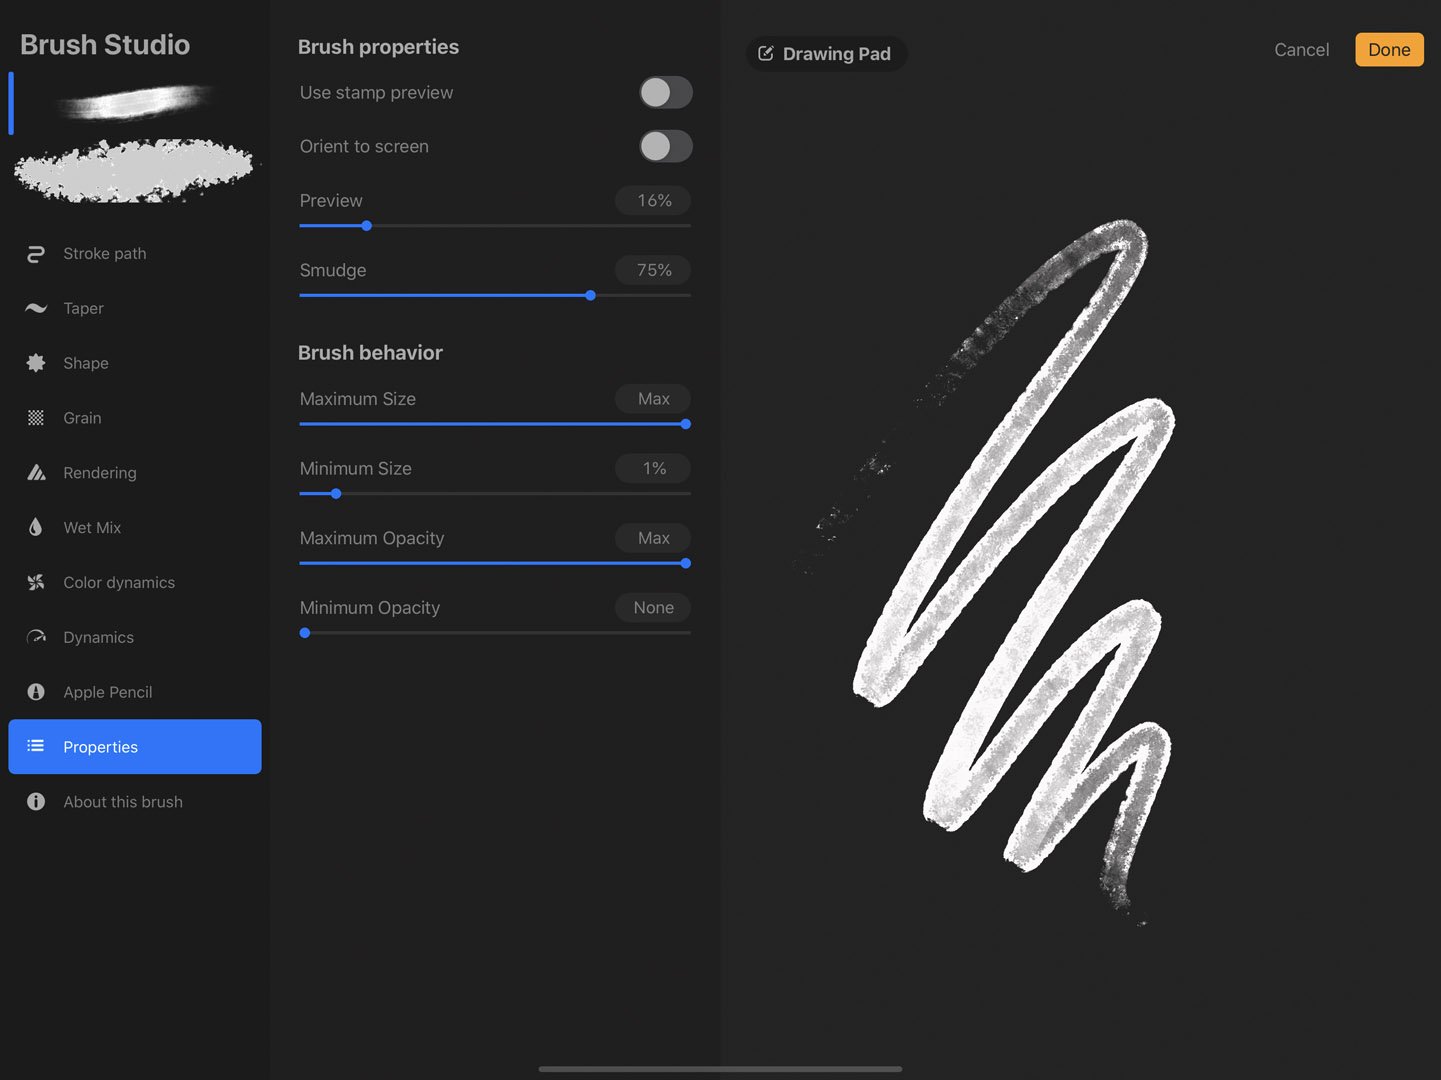 Brush Studio
Stroke path
Taper
Shape
Grain
Rendering
Wet Mix
Color dynamics
Dynamics
Apple Pencil
Properties
About this brush
Brush properties
Use stamp preview
Orient to screen
Preview 16%
Smudge 75%
Brush behavior
Maximum Size Max
Minimum Size 1%
Maximum Opacity Max
Minimum Opacity None
Drawing Pad
Cancel Done